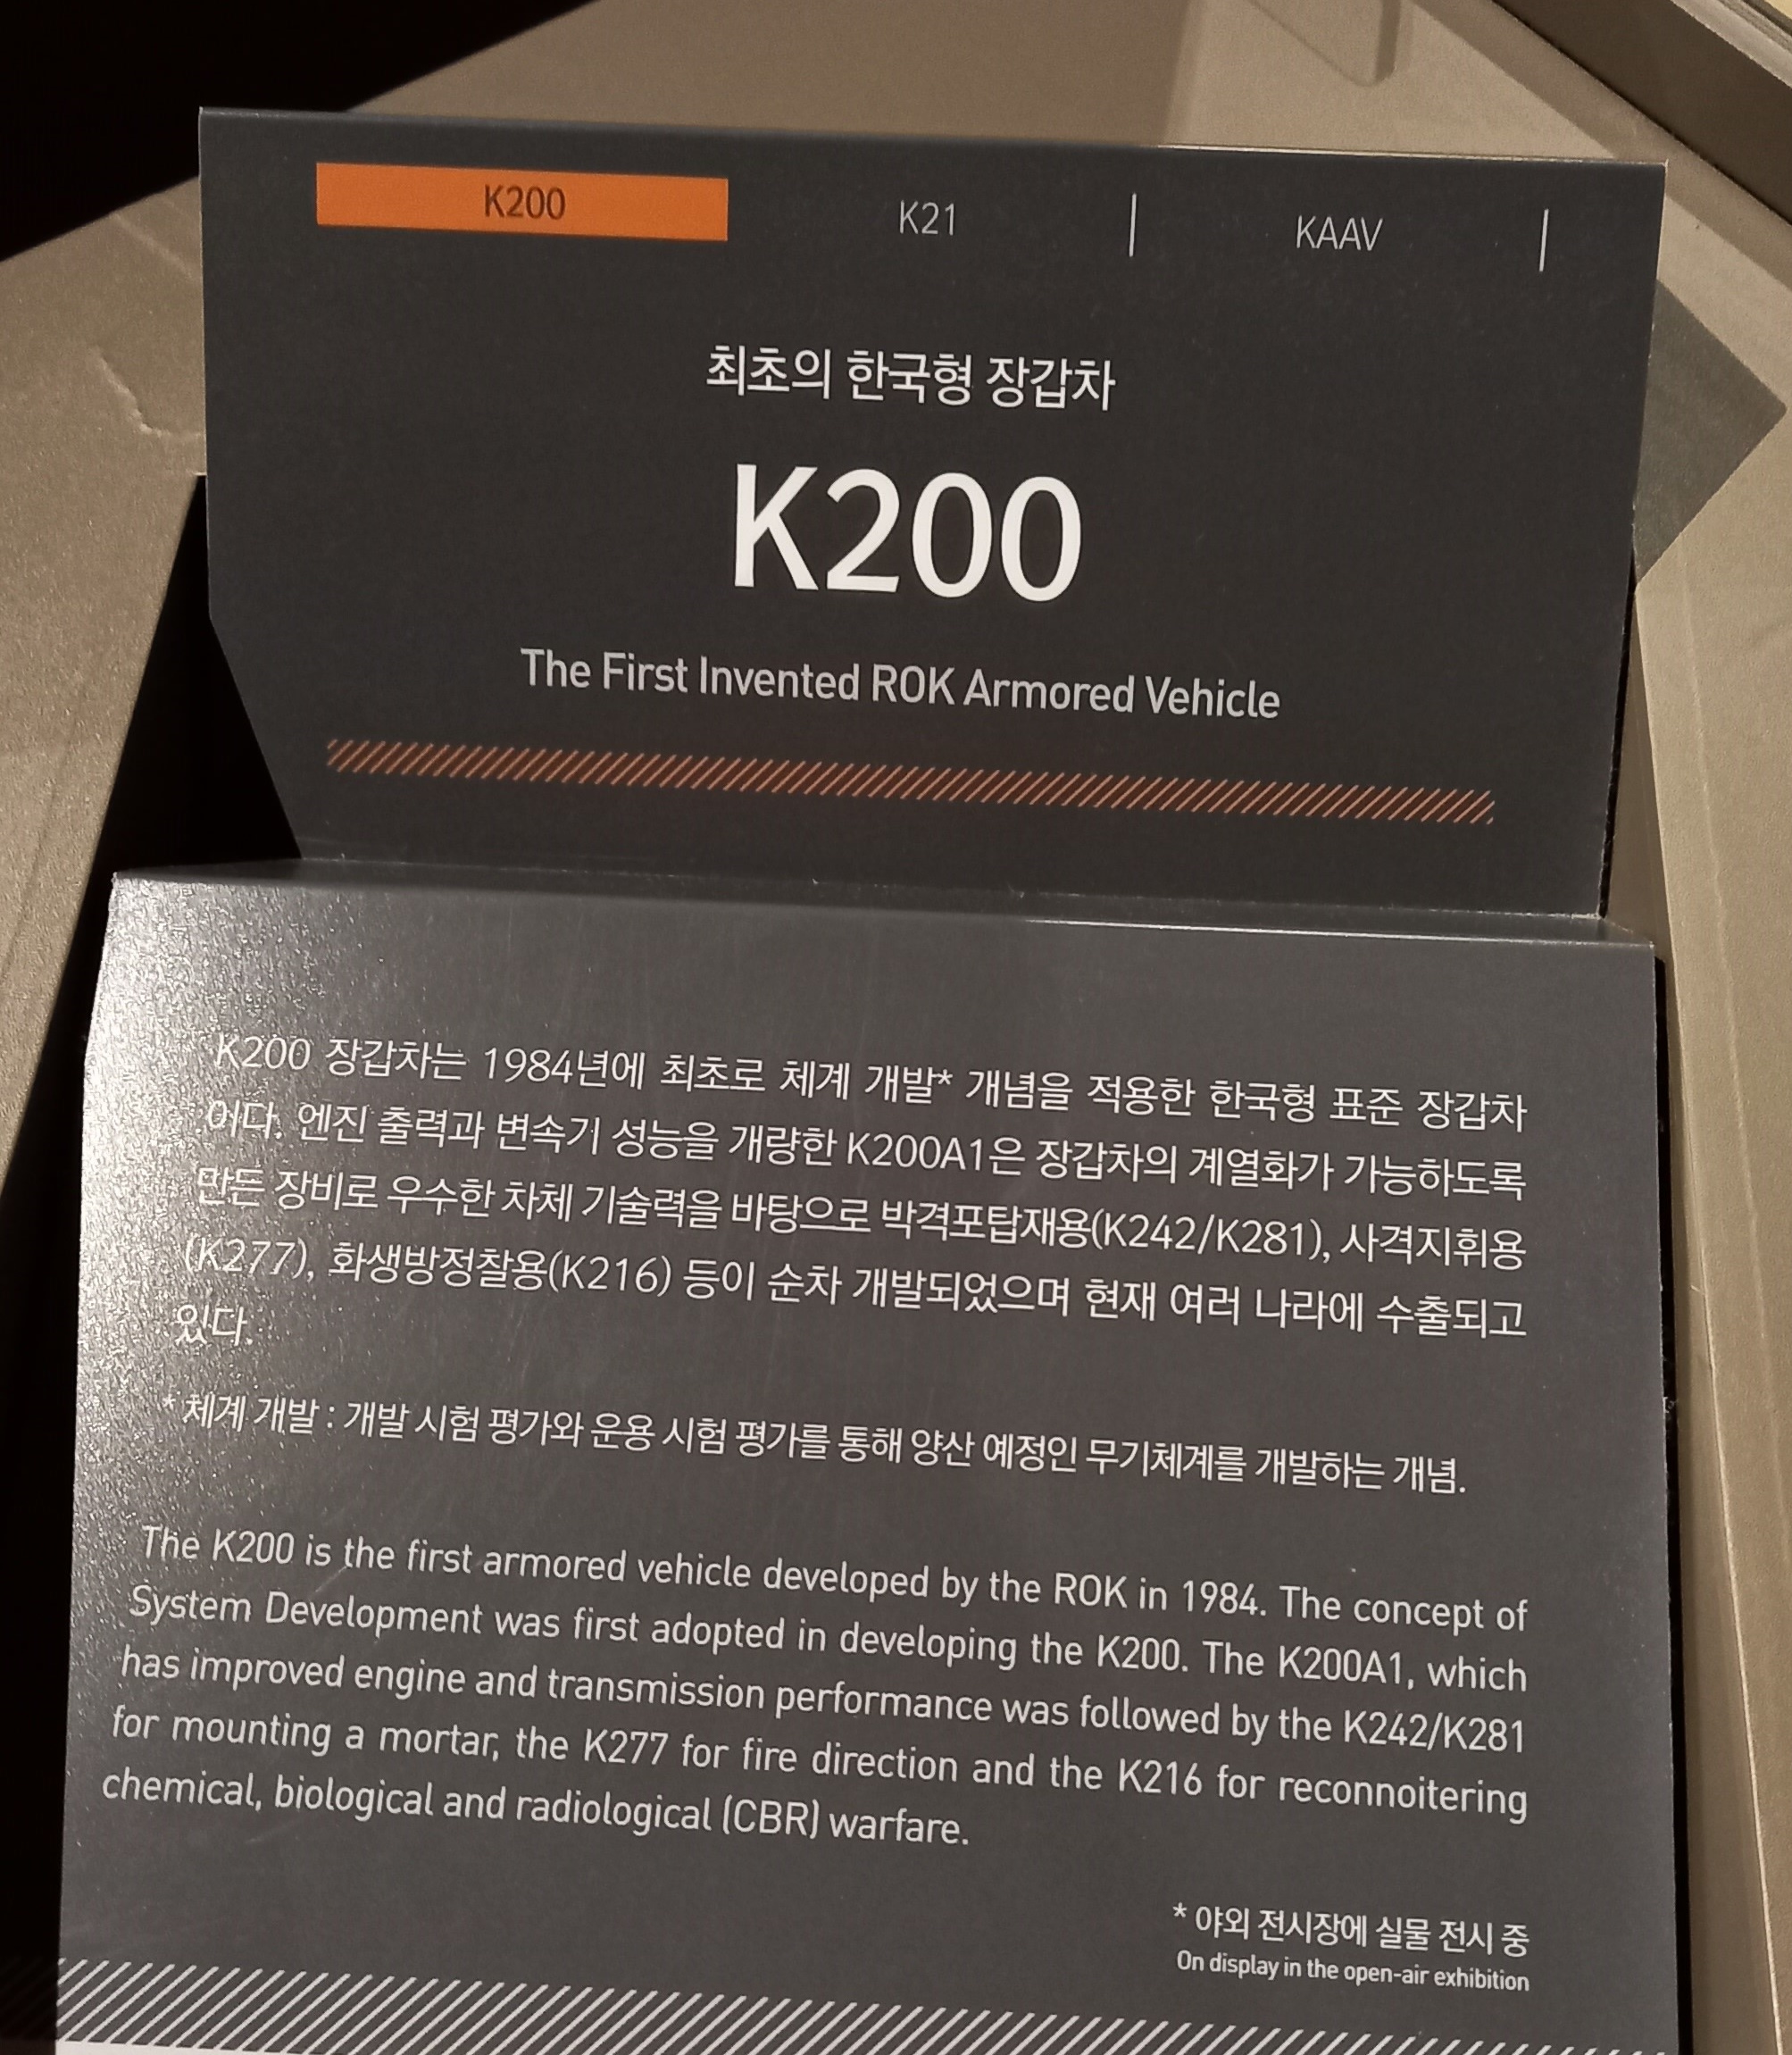 K200 K21 | KAAV |
최초의 한국형 장갑차
K200
The First Invented ROK Armored Vehicle
K200 장갑차는 1984년에 최초로 체계 개발* 개념을 적용한 한국형 표준 장갑차
이다. 엔진 출력과 변속기 성능을 개량한 K200A1은 장갑차의 계열화가 가능하도록
만든 장비로 우수한 차체 기술력을 바탕으로 박격포탑재용(K242/K281), 사격지휘용
(K277), 화생방정찰용(K216) 등이 순차 개발되었으며 현재 여러 나라에 수출되고
있다.
* 체계 개발 : 개발 시험 평가와 운용 시험 평가를 통해 양산 예정인 무기체계를 개발하는 개념.
The K200 is the first armored vehicle developed by the ROK in 1984. The concept of
System Development was first adopted in developing the K200. The K200A1, which
has improved engine and transmission performance was followed by the K242/K281
for mounting a mortar, the K277 for fire direction and the K216 for reconnoitering
chemical, biological and radiological (CBR) warfare.
* 야외 전시장에 실물 전시 중
On display in the open-air exhibition